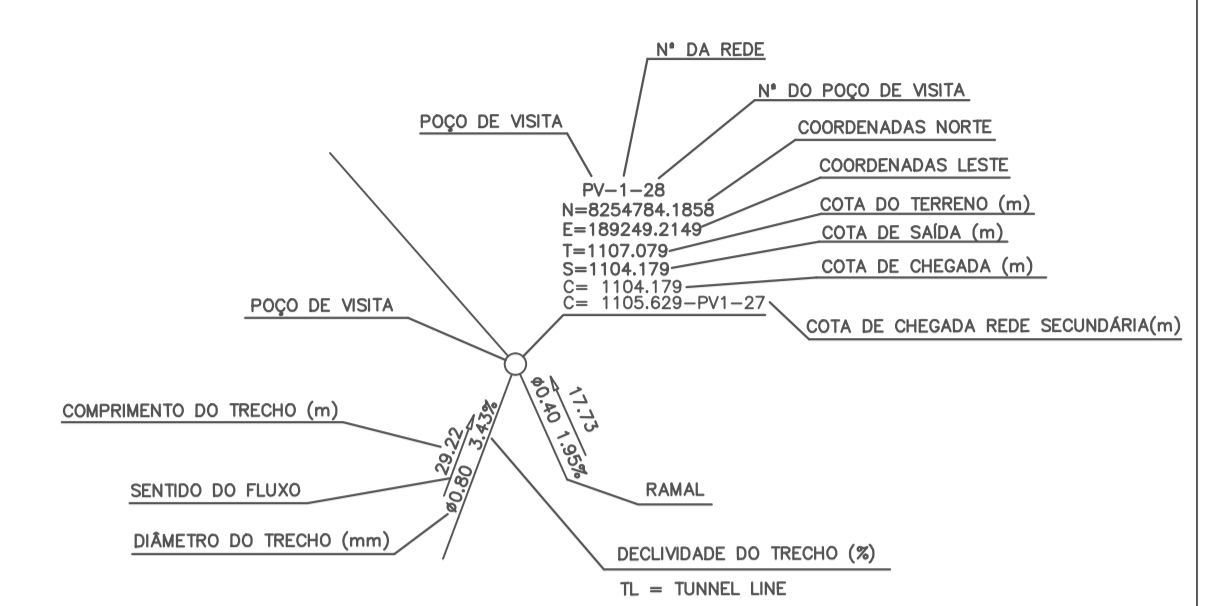 Nº DA REDE
Nº DO POÇO DE VISITA
POÇO DE VISITA
COORDENADAS NORTE
COORDENADAS LESTE
PV-1-28
N=8254784.1858
E=189249.2149
COTA DO TERRENO (m)
T=1107.079
COTA DE SAÍDA (m)
S=1104.179
COTA DE CHEGADA (m)
C= 1104.179
C= 1105.629-PV1-27
POÇO DE VISITA
COTA DE CHEGADA REDE SECUNDÁRIA(m)
COMPRIMENTO DO TRECHO (m)
29.22
ø0.80 3.43%
17.73
ø0.40 1.95%
SENTIDO DO FLUXO
RAMAL
DIÂMETRO DO TRECHO (mm)
DECLIVIDADE DO TRECHO (%)
TL = TUNNEL LINE